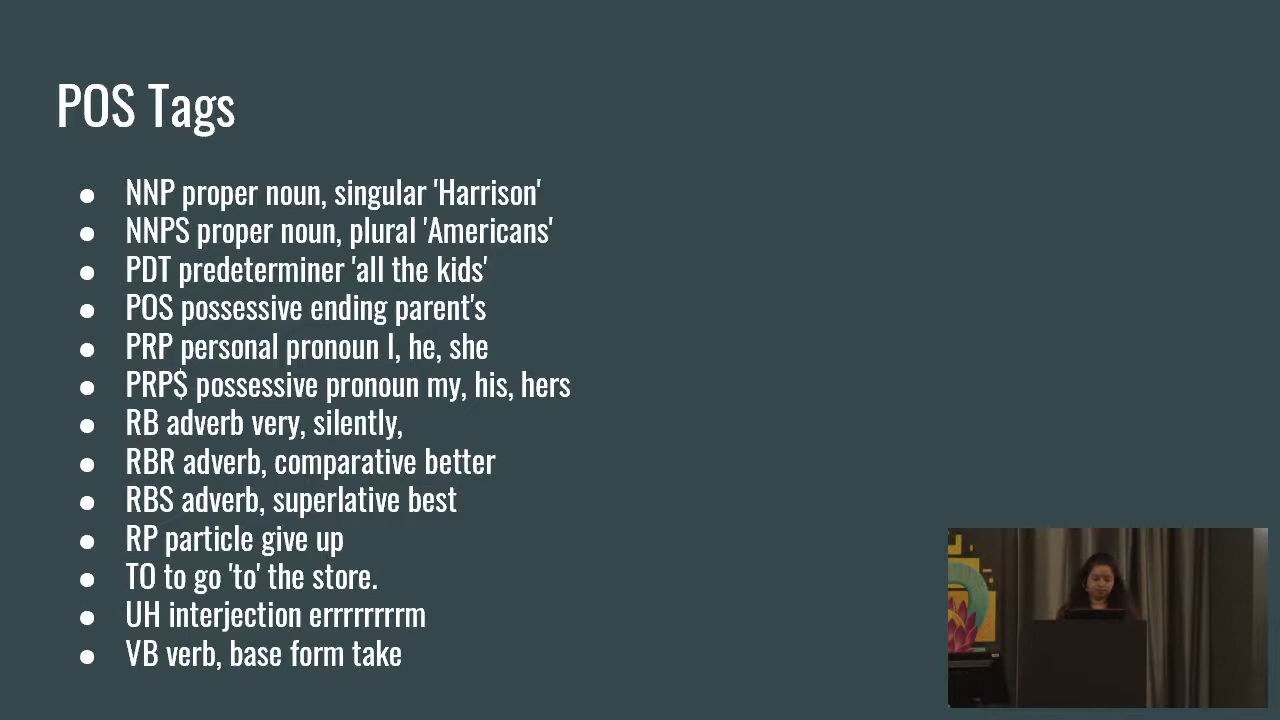 POS Tags
● NNP proper noun, singular 'Harrison'
● NNPS proper noun, plural 'Americans'
● PDT predeterminer 'all the kids'
● POS possessive ending parent's
● PRP personal pronoun I, he, she
● PRP$ possessive pronoun my, his, hers
● RB adverb very, silently,
● RBR adverb, comparative better
● RBS adverb, superlative best
● RP particle give up
● TO to go 'to' the store.
● UH interjection errrrrrrrm
● VB verb, base form take